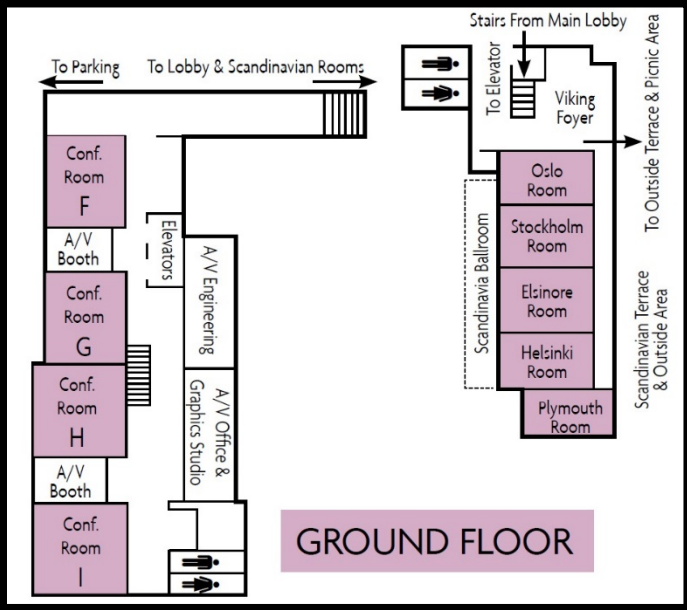 Stairs From Main Lobby
To Parking
To Lobby & Scandinavian Rooms
To Elevator
Viking
Foyer
To Outside Terrace & Picnic Area
Conf.
Room
F
A/V
Booth
Elevators
A/V Engineering
Conf.
Room
G
Conf.
Room
H
A/V Office &
Graphics Studio
A/V
Booth
Conf.
Room
I
Oslo
Room
Stockholm
Room
Scandinavia Ballroom
Elsinore
Room
Helsinki
Room
Scandinavian Terrace
& Outside Area
Plymouth
Room
GROUND FLOOR